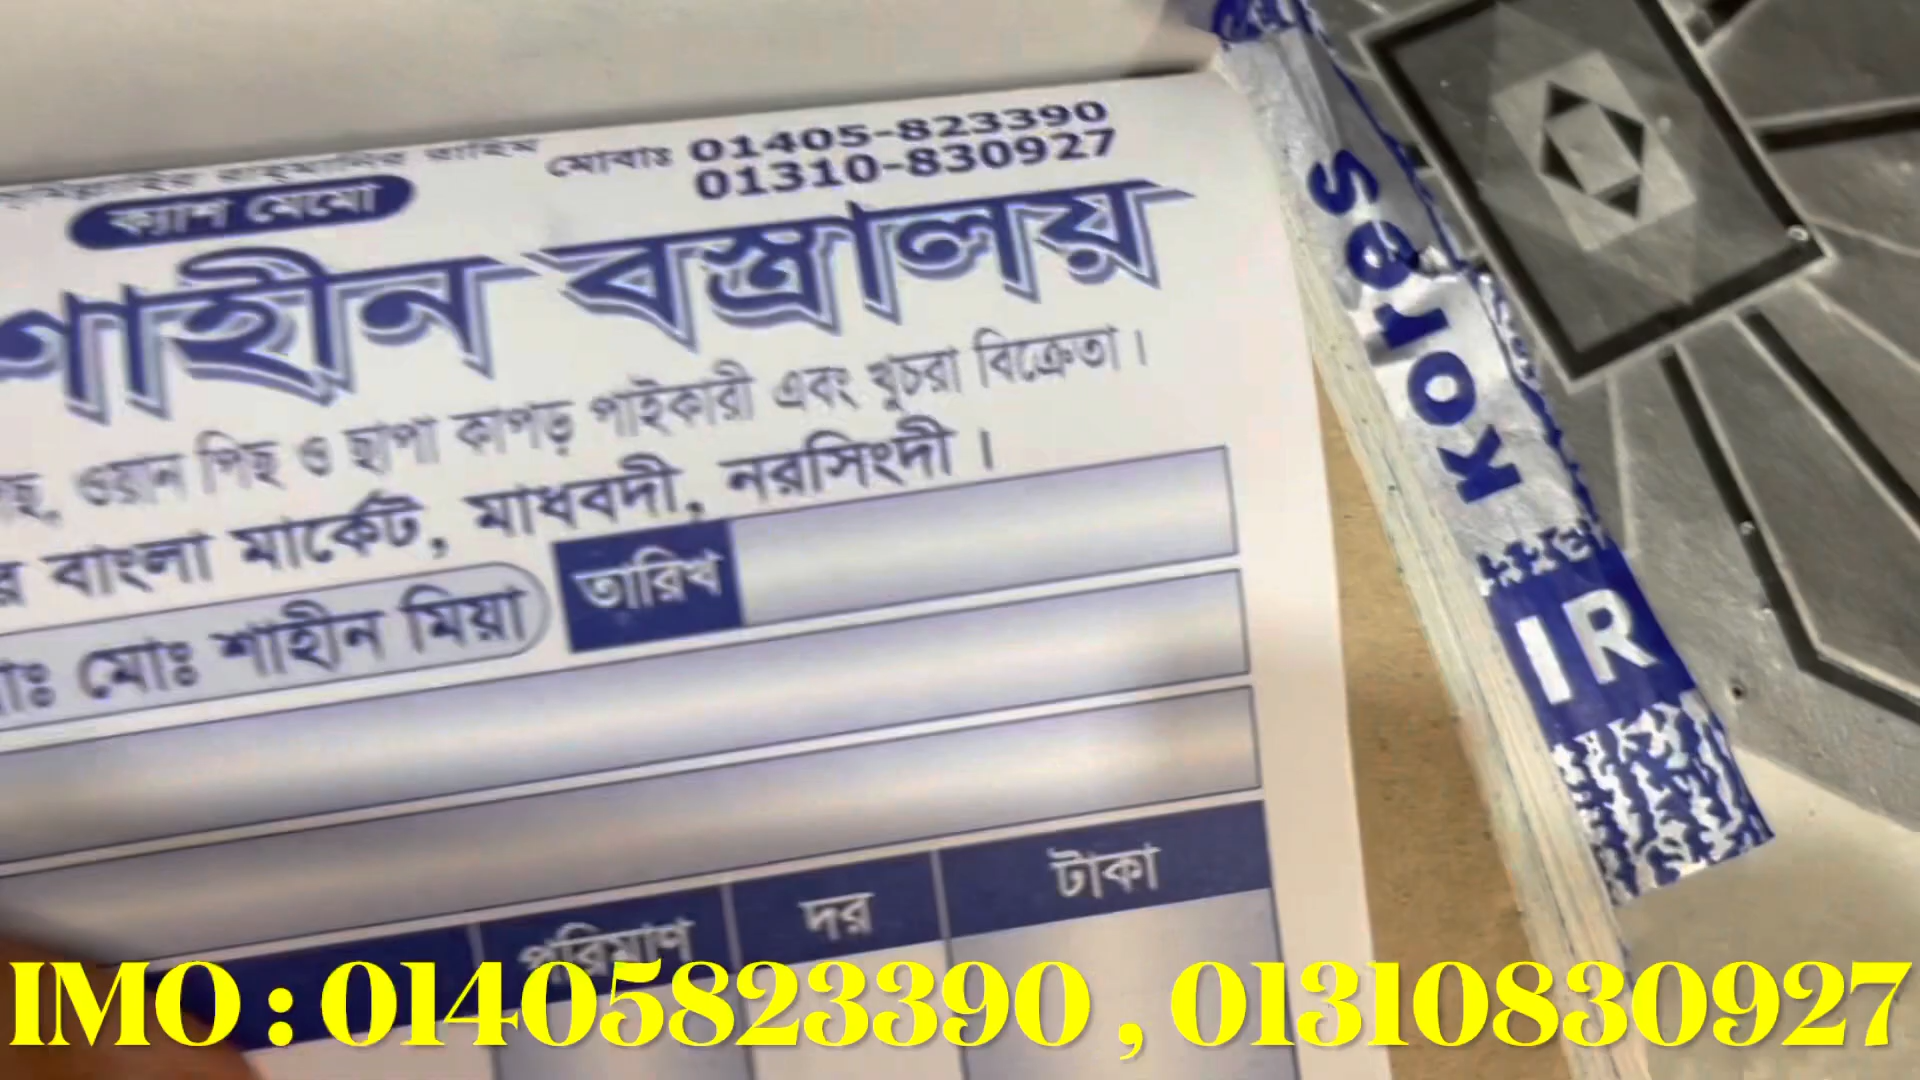 মোবাঃ 01405-823390
01310-830927
ক্যাশ মেমো
শাহীন বস্ত্রালয়
ওয়ান পিছ ও ছাপা কাপড় পাইকারী এবং খুচরা বিক্রেতা।
বাংলা মার্কেট, মাধবদী, নরসিংদী।
মোঃ শাহীন মিয়া
তারিখ
পরিমাণ দর টাকা
kores
IR
IMO : 01405823390 , 01310830927